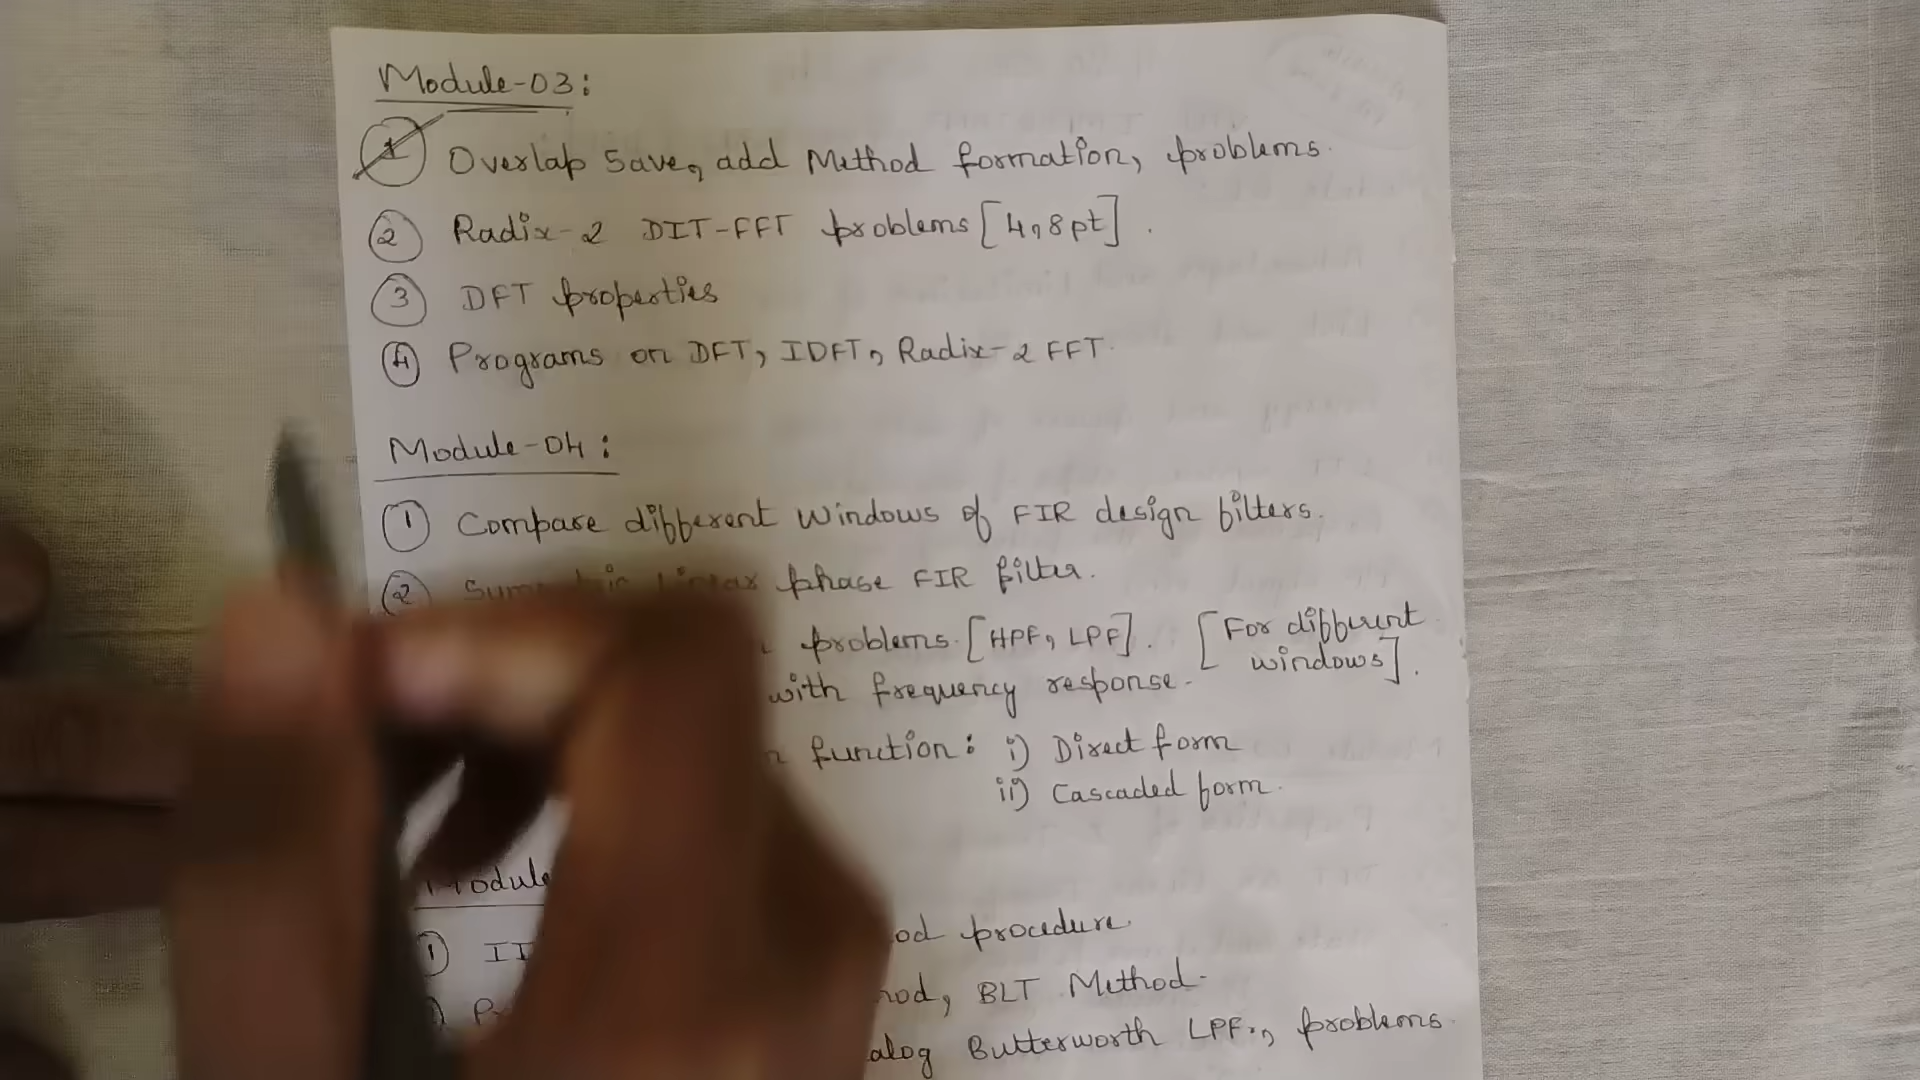 Module-03:
1 Overlap Save, add Method formation, problems.
2 Radix-2 DIT-FFT problems [4,8pt].
3 DFT properties
4 Programs on DFT, IDFT, Radix-2 FFT.
Module-04:
1 Compare different windows of FIR design filters.
2 phase FIR filter.
problems. [HPF, LPF]. [For different
windows].
with frequency response.
function: i) Direct form
ii) Cascaded form.
Module
1
procedure.
BLT Method.
Butterworth LPF., problems.